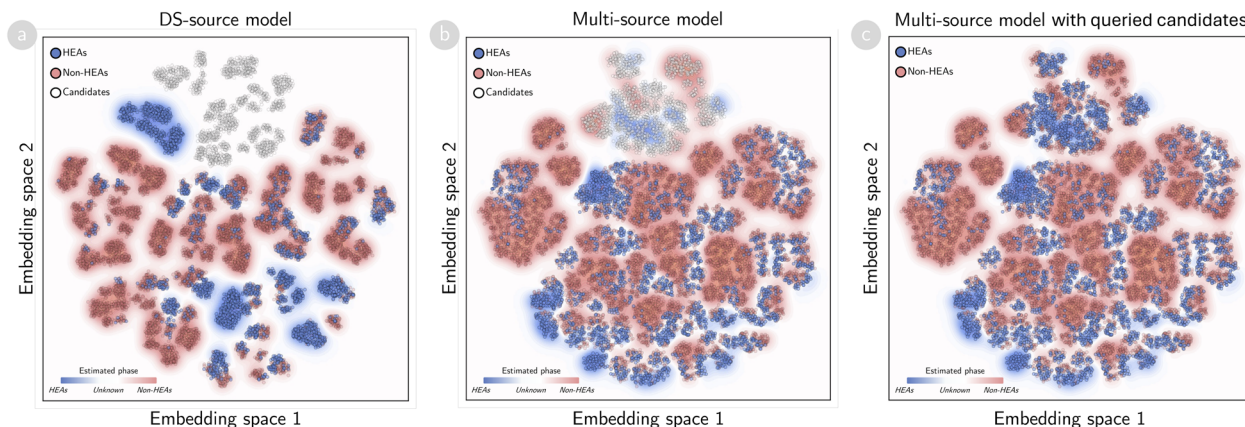 a
DS-source model
HEAs
Non-HEAs
Candidates
Estimated phase
HEAs Unknown Non-HEAs
Embedding space 1
Embedding space 2
b
Multi-source model
HEAs
Non-HEAs
Candidates
Estimated phase
HEAs Unknown Non-HEAs
Embedding space 1
Embedding space 2
c
Multi-source model with queried candidates
HEAs
Non-HEAs
Estimated phase
HEAs Unknown Non-HEAs
Embedding space 1
Embedding space 2